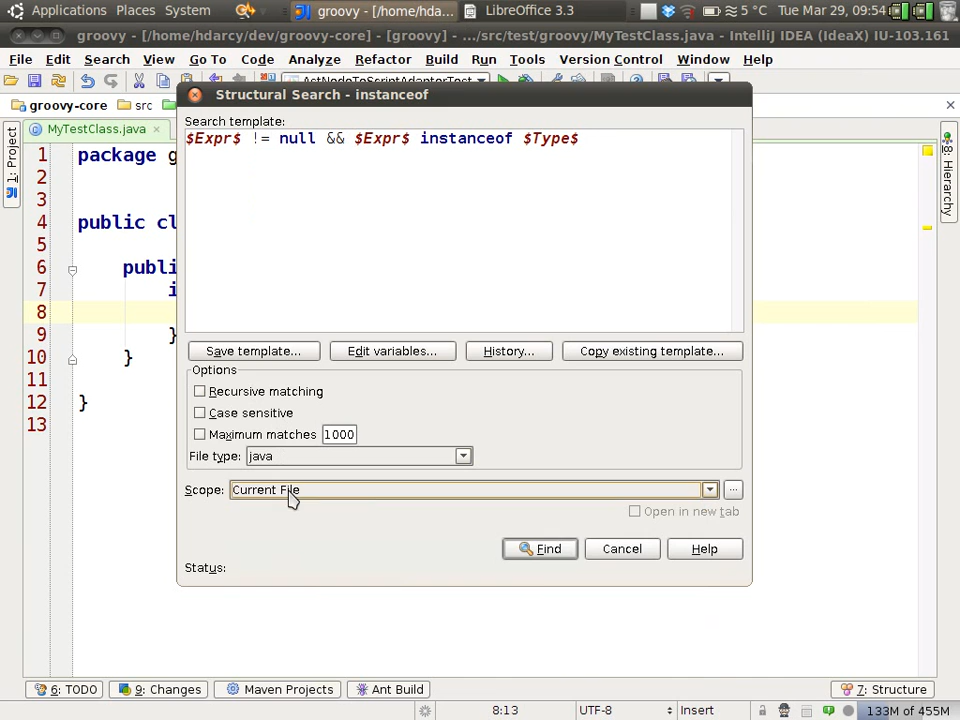 Applications Places System groovy - [/home/hdarcy... LibreOffice 3.3 5 °C Tue Mar 29, 09:54
groovy - [/home/hdarcy/dev/groovy-core] - [groovy] - .../src/test/groovy/MyTestClass.java - IntelliJ IDEA (IdeaX) IU-103.161
File Edit Search View Go To Code Analyze Refactor Build Run Tools Version Control Window Help
AstNodeToScriptAdapterTest
groovy-core src
Structural Search - instanceof
MyTestClass.java
1: Project
8: Hierarchy
Search template:
$Expr$ != null && $Expr$ instanceof $Type$
1 package g
2
3
4 public cl
5
6 publi
7 i
8
9 }
10 }
11
12 }
13
Save template... Edit variables... History... Copy existing template...
Options
Recursive matching
Case sensitive
Maximum matches 1000
File type: java
Scope: Current File ...
Open in new tab
Find Cancel Help
Status:
6: TODO 9: Changes Maven Projects Ant Build 7: Structure
8:13 UTF-8 Insert 133M of 455M